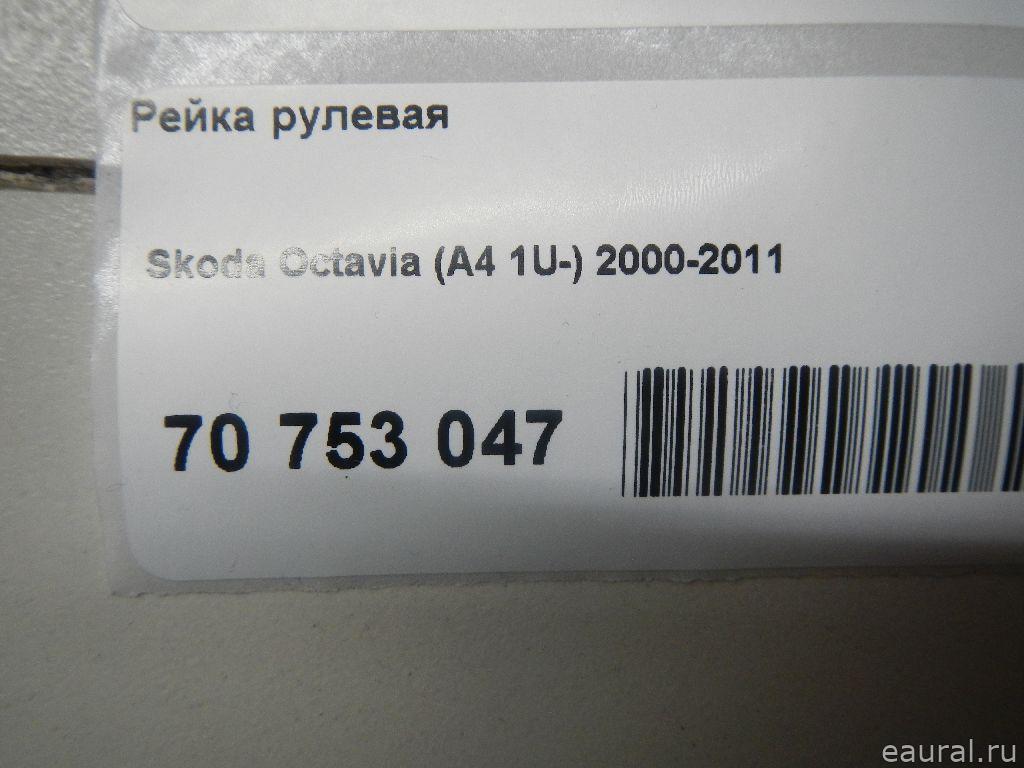 Рейка рулевая
Skoda Octavia (A4 1U-) 2000-2011
70 753 047
eaural.ru